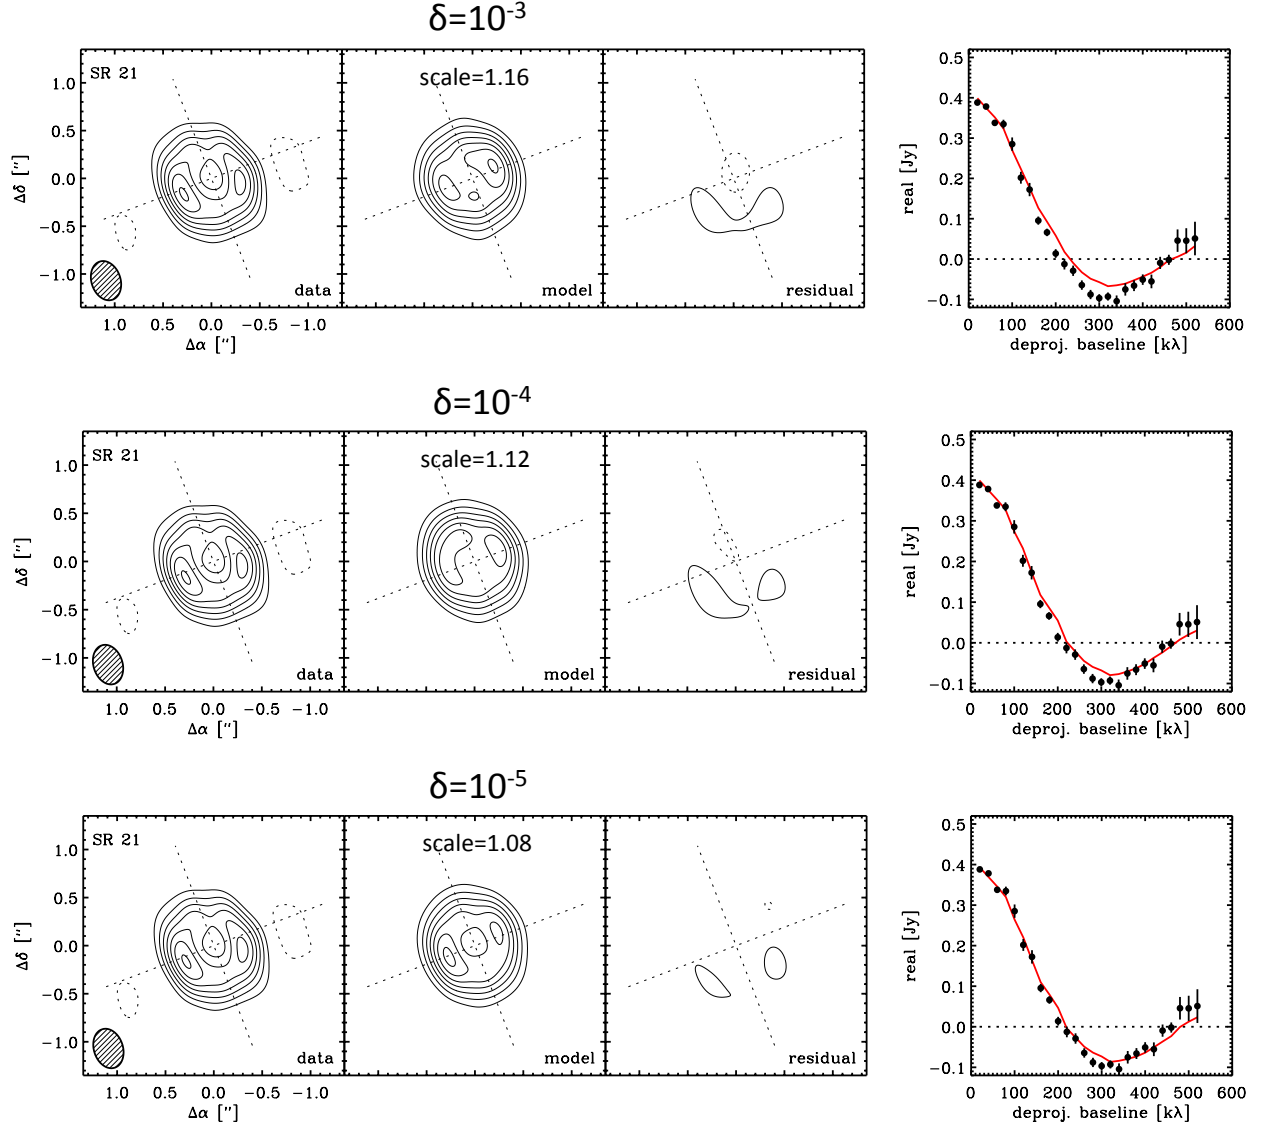 δ=10⁻³
SR 21
scale=1.16
data
model
residual
1.0
0.5
0.0
−0.5
−1.0
Δδ ["]
1.0 0.5 0.0 −0.5 −1.0
Δα ["]
0.5
0.4
0.3
0.2
0.1
0.0
−0.1
real [Jy]
0 100 200 300 400 500 600
deproj. baseline [kλ]
δ=10⁻⁴
SR 21
scale=1.12
data
model
residual
1.0
0.5
0.0
−0.5
−1.0
Δδ ["]
1.0 0.5 0.0 −0.5 −1.0
Δα ["]
0.5
0.4
0.3
0.2
0.1
0.0
−0.1
real [Jy]
0 100 200 300 400 500 600
deproj. baseline [kλ]
δ=10⁻⁵
SR 21
scale=1.08
data
model
residual
1.0
0.5
0.0
−0.5
−1.0
Δδ ["]
1.0 0.5 0.0 −0.5 −1.0
Δα ["]
0.5
0.4
0.3
0.2
0.1
0.0
−0.1
real [Jy]
0 100 200 300 400 500 600
deproj. baseline [kλ]